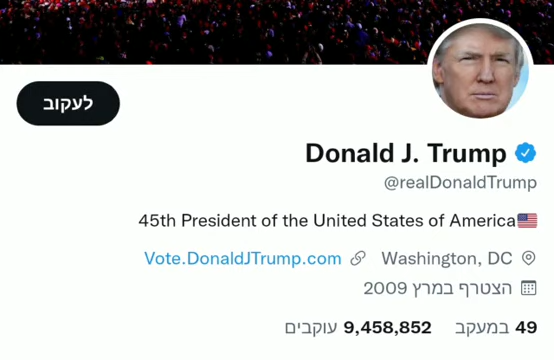 לעקוב
Donald J. Trump
@realDonaldTrump
45th President of the United States of America🇺🇸
Washington, DC Vote.DonaldJTrump.com
הצטרף במרץ 2009
49 במעקב 9,458,852 עוקבים